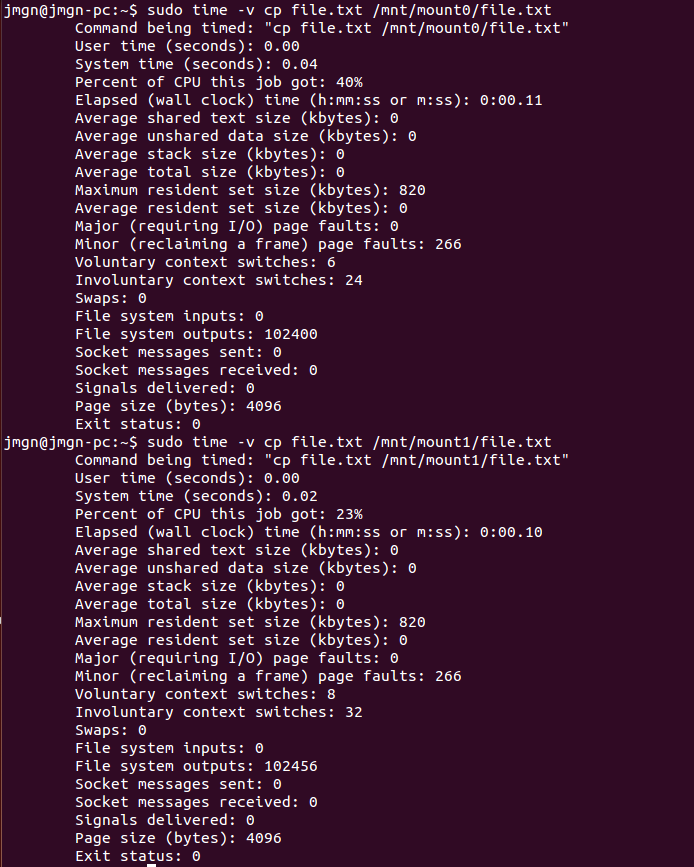 jmgn@jmgn-pc:~$ sudo time -v cp file.txt /mnt/mount0/file.txt
Command being timed: "cp file.txt /mnt/mount0/file.txt"
User time (seconds): 0.00
System time (seconds): 0.04
Percent of CPU this job got: 40%
Elapsed (wall clock) time (h:mm:ss or m:ss): 0:00.11
Average shared text size (kbytes): 0
Average unshared data size (kbytes): 0
Average stack size (kbytes): 0
Average total size (kbytes): 0
Maximum resident set size (kbytes): 820
Average resident set size (kbytes): 0
Major (requiring I/O) page faults: 0
Minor (reclaiming a frame) page faults: 266
Voluntary context switches: 6
Involuntary context switches: 24
Swaps: 0
File system inputs: 0
File system outputs: 102400
Socket messages sent: 0
Socket messages received: 0
Signals delivered: 0
Page size (bytes): 4096
Exit status: 0
jmgn@jmgn-pc:~$ sudo time -v cp file.txt /mnt/mount1/file.txt
Command being timed: "cp file.txt /mnt/mount1/file.txt"
User time (seconds): 0.00
System time (seconds): 0.02
Percent of CPU this job got: 23%
Elapsed (wall clock) time (h:mm:ss or m:ss): 0:00.10
Average shared text size (kbytes): 0
Average unshared data size (kbytes): 0
Average stack size (kbytes): 0
Average total size (kbytes): 0
Maximum resident set size (kbytes): 820
Average resident set size (kbytes): 0
Major (requiring I/O) page faults: 0
Minor (reclaiming a frame) page faults: 266
Voluntary context switches: 8
Involuntary context switches: 32
Swaps: 0
File system inputs: 0
File system outputs: 102456
Socket messages sent: 0
Socket messages received: 0
Signals delivered: 0
Page size (bytes): 4096
Exit status: 0